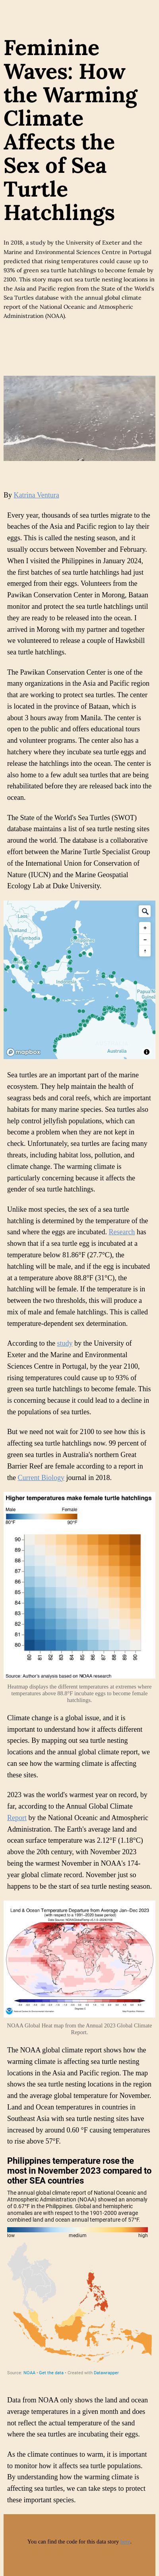 Feminine
Waves: How
the Warming
Climate
Affects the
Sex of Sea
Turtle
Hatchlings
In 2018, a study by the University of Exeter and the
Marine and Environmental Sciences Centre in Portugal
predicted that rising temperatures could cause up to
93% of green sea turtle hatchlings to become female by
2100. This story maps out sea turtle nesting locations in
the Asia and Pacific region from the State of the World's
Sea Turtles database with the annual global climate
report of the National Oceanic and Atmospheric
Administration (NOAA).
By Katrina Ventura
Every year, thousands of sea turtles migrate to the
beaches of the Asia and Pacific region to lay their
eggs. This is called the nesting season, and it
usually occurs between November and February.
When I visited the Philippines in January 2024,
the first batches of sea turtle hatchlings had just
emerged from their eggs. Volunteers from the
Pawikan Conservation Center in Morong, Bataan
monitor and protect the sea turtle hatchlings until
they are ready to be released into the ocean. I
arrived in Morong with my partner and together
we volunteered to release a couple of Hawksbill
sea turtle hatchlings.
The Pawikan Conservation Center is one of the
many organizations in the Asia and Pacific region
that are working to protect sea turtles. The center
is located in the province of Bataan, which is
about 3 hours away from Manila. The center is
open to the public and offers educational tours
and volunteer programs. The center also has a
hatchery where they incubate sea turtle eggs and
release the hatchlings into the ocean. The center is
also home to a few adult sea turtles that are being
rehabilitated before they are released back into the
ocean.
The State of the World's Sea Turtles (SWOT)
database maintains a list of sea turtle nesting sites
around the world. The database is a collaborative
effort between the Marine Turtle Specialist Group
of the International Union for Conservation of
Nature (IUCN) and the Marine Geospatial
Ecology Lab at Duke University.
Laos
Thailand
Cambodia
Papua N
Australia
mapbox
Sea turtles are an important part of the marine
ecosystem. They help maintain the health of
seagrass beds and coral reefs, which are important
habitats for many marine species. Sea turtles also
help control jellyfish populations, which can
become a problem when they are not kept in
check. Unfortunately, sea turtles are facing many
threats, including habitat loss, pollution, and
climate change. The warming climate is
particularly concerning because it affects the
gender of sea turtle hatchlings.
Unlike most species, the sex of a sea turtle
hatchling is determined by the temperature of the
sand where the eggs are incubated. Research has
shown that if a sea turtle egg is incubated at a
temperature below 81.86°F (27.7°C), the
hatchling will be male, and if the egg is incubated
at a temperature above 88.8°F (31°C), the
hatchling will be female. If the temperature is in
between the two thresholds, this will produce a
mix of male and female hatchlings. This is called
temperature-dependent sex determination.
According to the study by the University of
Exeter and the Marine and Environmental
Sciences Centre in Portugal, by the year 2100,
rising temperatures could cause up to 93% of
green sea turtle hatchlings to become female. This
is concerning because it could lead to a decline in
the populations of sea turtles.
But we need not wait for 2100 to see how this is
affecting sea turtle hatchlings now. 99 percent of
green sea turtles in Australia's northern Great
Barrier Reef are female according to a report in
the Current Biology journal in 2018.
Higher temperatures make female turtle hatchlings
Male
Female
80°F
90°F
90
89
88
87
86
85
84
83
82
81
80
80 81 82 83 84 85 86 87 88 89 90
Source: Author's analysis based on NOAA research
Heatmap displays the different temperatures at extremes where
temperatures above 88.8°F incubate eggs to become female
hatchlings.
Climate change is a global issue, and it is
important to understand how it affects different
species. By mapping out sea turtle nesting
locations and the annual global climate report, we
can see how the warming climate is affecting
these sites.
2023 was the world's warmest year on record, by
far, according to the Annual Global Climate
Report by the National Oceanic and Atmospheric
Administration. The Earth's average land and
ocean surface temperature was 2.12°F (1.18°C)
above the 20th century, with November 2023
being the warmest November in NOAA's 174-
year global climate record. November just so
happens to be the start of sea turtle nesting season.
Land & Ocean Temperature Departure from Average Jan–Dec 2023
(with respect to a 1991–2020 base period)
NOAA Global Heat map from the Annual 2023 Global Climate
Report.
The NOAA global climate report shows how the
warming climate is affecting sea turtle nesting
locations in the Asia and Pacific region. The map
shows the sea turtle nesting locations in the region
and the average global temperature for November.
Land and Ocean temperatures in countries in
Southeast Asia with sea turtle nesting sites have
increased by around 0.60 °F causing temperatures
to rise above 57°F.
Philippines temperature rose the
most in November 2023 compared to
other SEA countries
The annual global climate report of National Oceanic and
Atmospheric Administration (NOAA) showed an anomaly
of 0.67°F in the Philippines. Global and hemispheric
anomalies are with respect to the 1901-2000 average
combined land and ocean annual temperature of 57°F.
low
medium
high
Source: NOAA • Get the data • Created with Datawrapper
Data from NOAA only shows the land and ocean
average temperatures in a given month and does
not reflect the actual temperature of the sand
where the sea turtles are incubating their eggs.
As the climate continues to warm, it is important
to monitor how it affects sea turtle populations.
By understanding how the warming climate is
affecting sea turtles, we can take steps to protect
these important species.
You can find the code for this data story here.